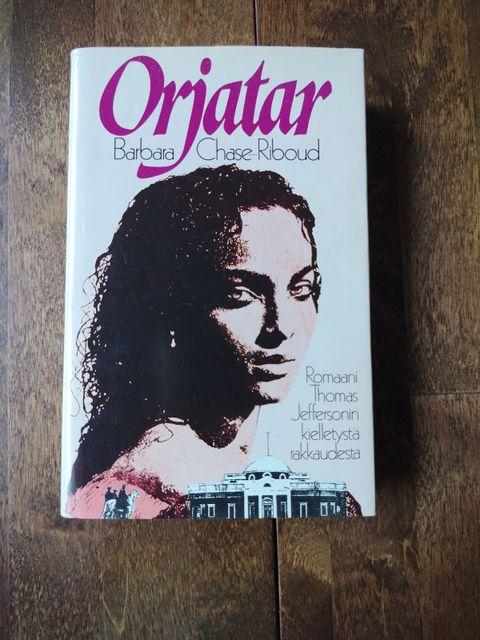 Orjatar
Barbara Chase-Riboud
Romaani
Thomas
Jeffersonin
kielletystä
rakkaudesta